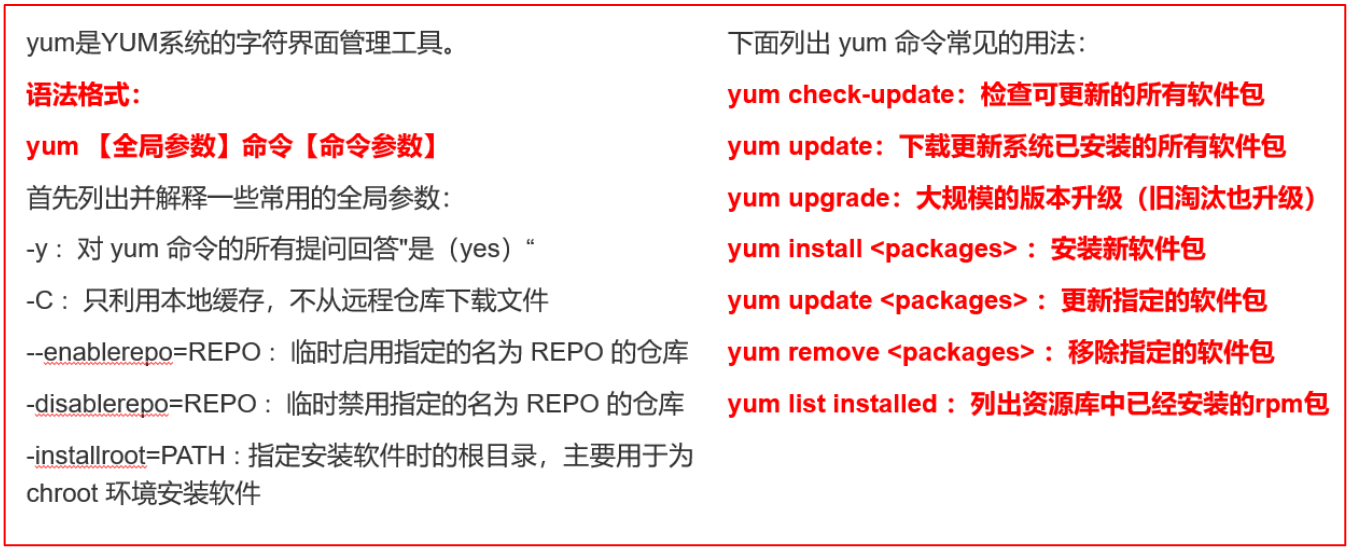 yum是YUM系统的字符界面管理工具。
语法格式：
yum 【全局参数】命令【命令参数】
首先列出并解释一些常用的全局参数：
-y ：对 yum 命令的所有提问回答"是（yes）“
-C ：只利用本地缓存，不从远程仓库下载文件
--enablerepo=REPO ：临时启用指定的名为 REPO 的仓库
-disablerepo=REPO ：临时禁用指定的名为 REPO 的仓库
-installroot=PATH : 指定安装软件时的根目录，主要用于为
chroot 环境安装软件
下面列出 yum 命令常见的用法：
yum check-update：检查可更新的所有软件包
yum update：下载更新系统已安装的所有软件包
yum upgrade：大规模的版本升级（旧淘汰也升级）
yum install <packages> ：安装新软件包
yum update <packages> ：更新指定的软件包
yum remove <packages> ：移除指定的软件包
yum list installed ：列出资源库中已经安装的rpm包